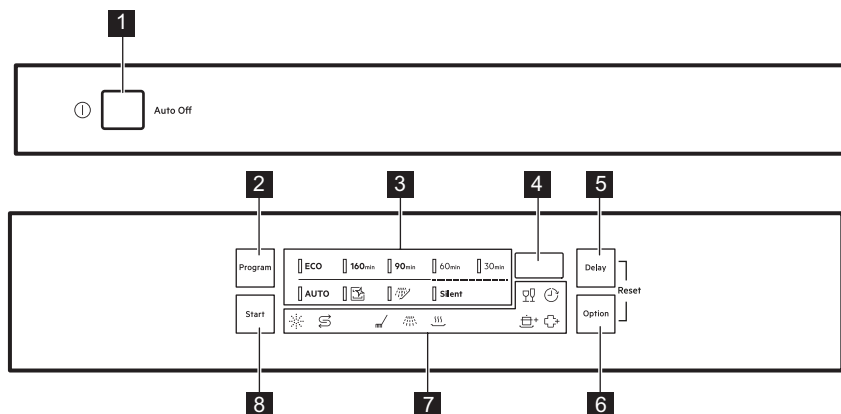 1
Auto Off
2
3
4
5
Program
ECO 160min 90min 60min 30min
Delay
Reset
AUTO Silent
Start
Option
8
7
6